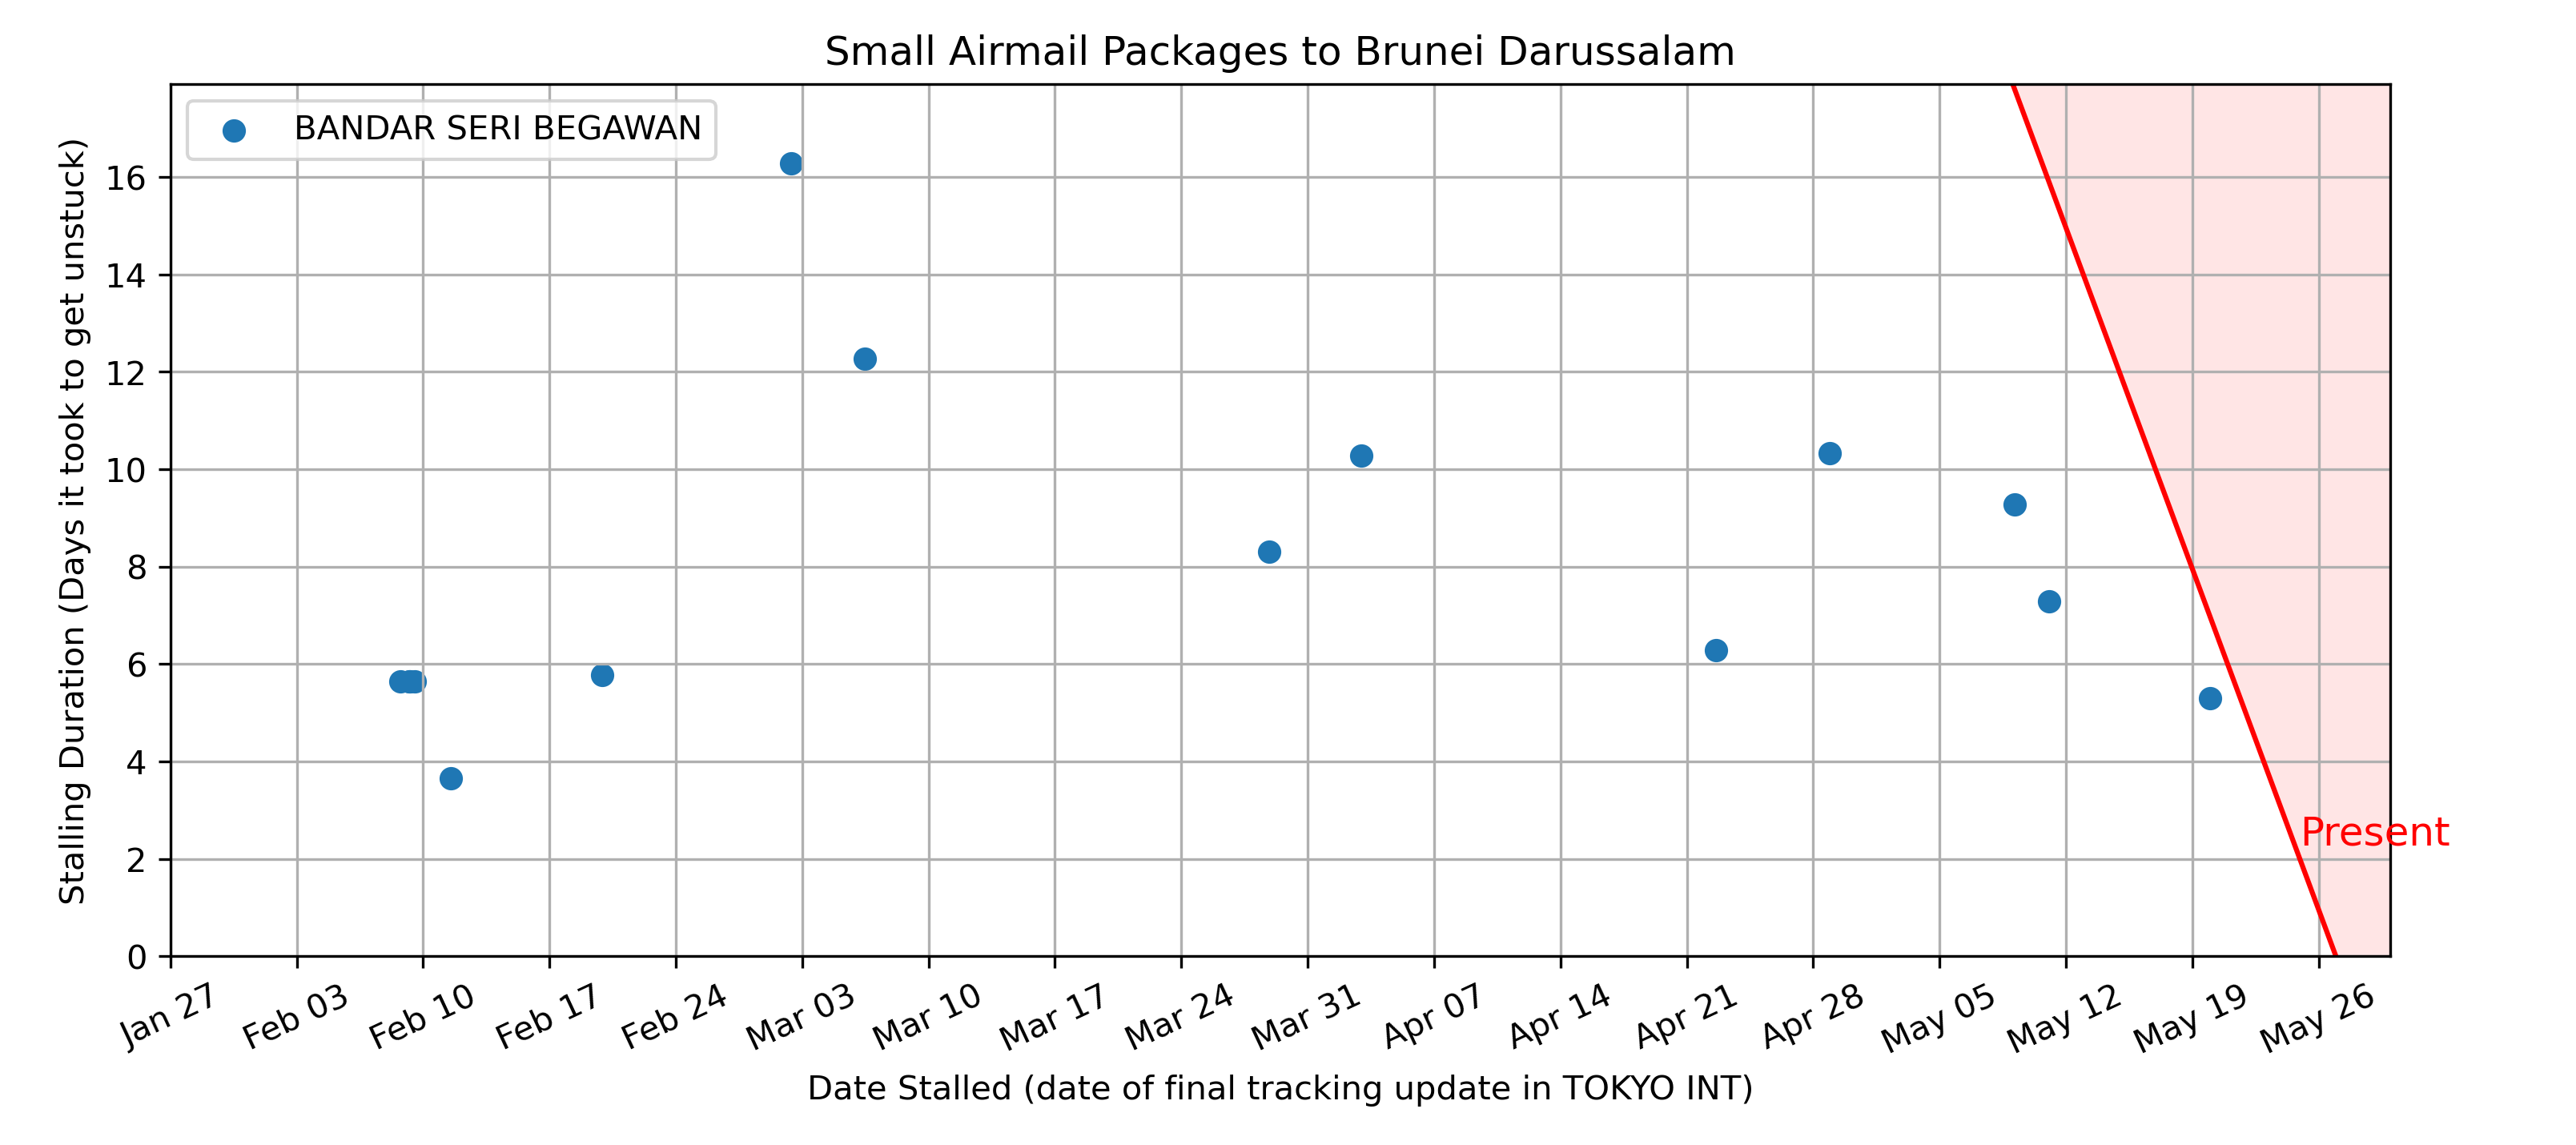 Small Airmail Packages to Brunei Darussalam
BANDAR SERI BEGAWAN
Stalling Duration (Days it took to get unstuck)
16
14
12
10
8
6
4
2
0
Present
Jan 27 Feb 03 Feb 10 Feb 17 Feb 24 Mar 03 Mar 10 Mar 17 Mar 24 Mar 31 Apr 07 Apr 14 Apr 21 Apr 28 May 05 May 12 May 19 May 26
Date Stalled (date of final tracking update in TOKYO INT)